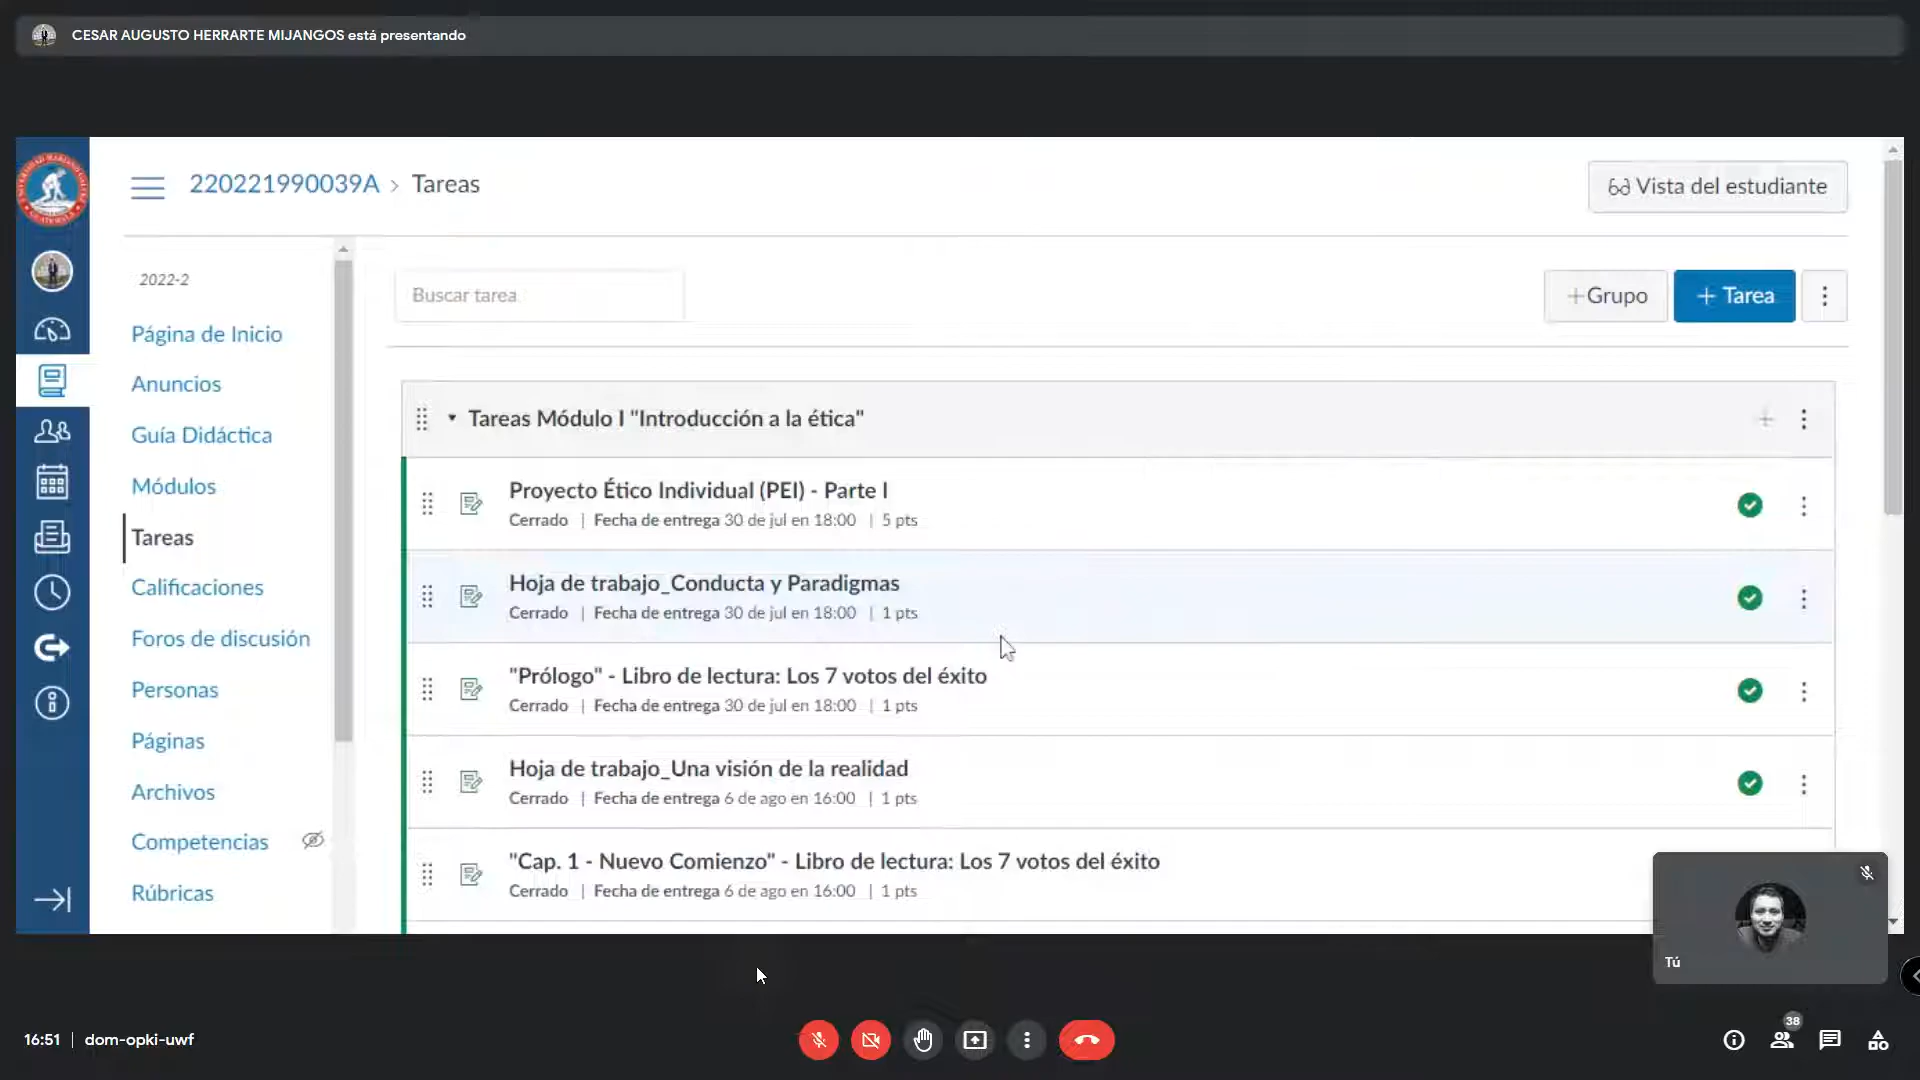 CESAR AUGUSTO HERRARTE MIJANGOS está presentando
220221990039A > Tareas
Vista del estudiante
2022-2
Página de Inicio
Anuncios
Guía Didáctica
Módulos
Tareas
Calificaciones
Foros de discusión
Personas
Páginas
Archivos
Competencias
Rúbricas
Buscar tarea
+Grupo
+ Tarea
Tareas Módulo I "Introducción a la ética"
Proyecto Ético Individual (PEI) - Parte I
Cerrado | Fecha de entrega 30 de jul en 18:00 | 5 pts
Hoja de trabajo_Conducta y Paradigmas
Cerrado | Fecha de entrega 30 de jul en 18:00 | 1 pts
"Prólogo" - Libro de lectura: Los 7 votos del éxito
Cerrado | Fecha de entrega 30 de jul en 18:00 | 1 pts
Hoja de trabajo_Una visión de la realidad
Cerrado | Fecha de entrega 6 de ago en 16:00 | 1 pts
"Cap. 1 - Nuevo Comienzo" - Libro de lectura: Los 7 votos del éxito
Cerrado | Fecha de entrega 6 de ago en 16:00 | 1 pts
Tú
16:51 | dom-opki-uwf
38